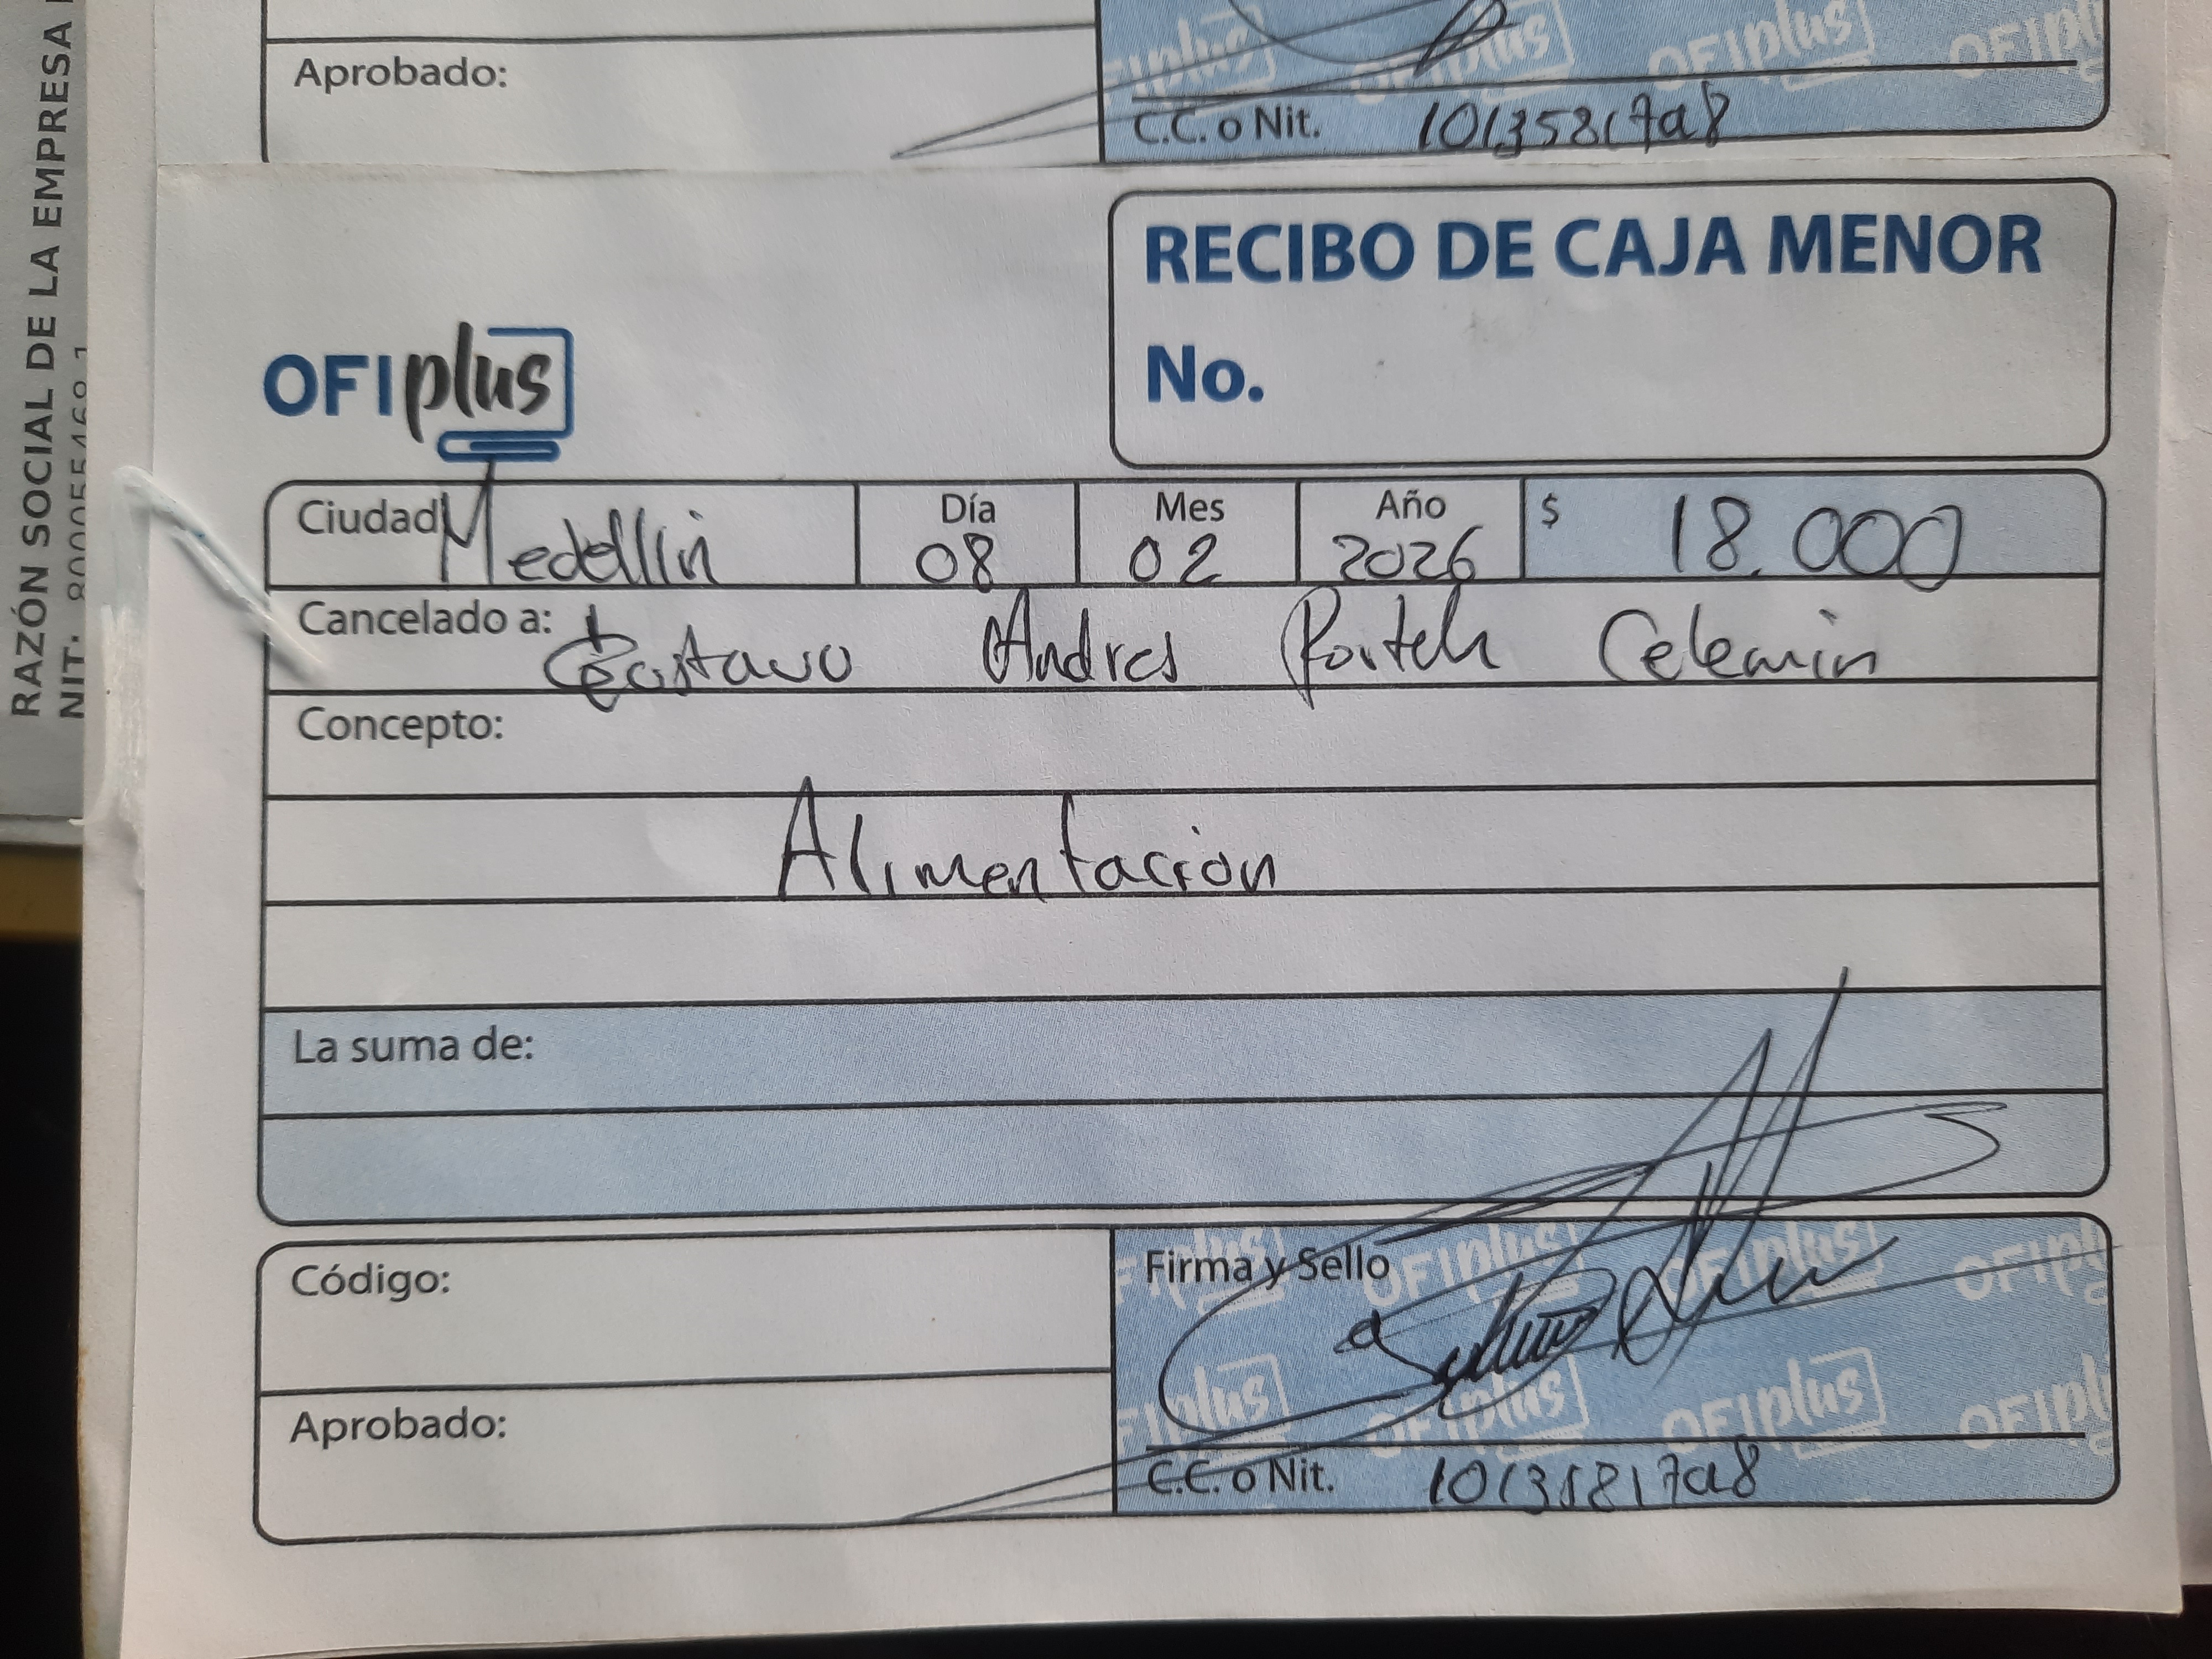 RAZÓN SOCIAL DE LA EMPRESA
NIT:
Aprobado:
C.C. o Nit. 1013581798
RECIBO DE CAJA MENOR
No.
OFIplus
Ciudad Medellin Día 08 Mes 02 Año 2026 $ 18.000
Cancelado a: Gustavo Andres Portela Celemin
Concepto:
Alimentacion
La suma de:
Código:
Firma y Sello
Aprobado:
C.C. o Nit. 1013581798